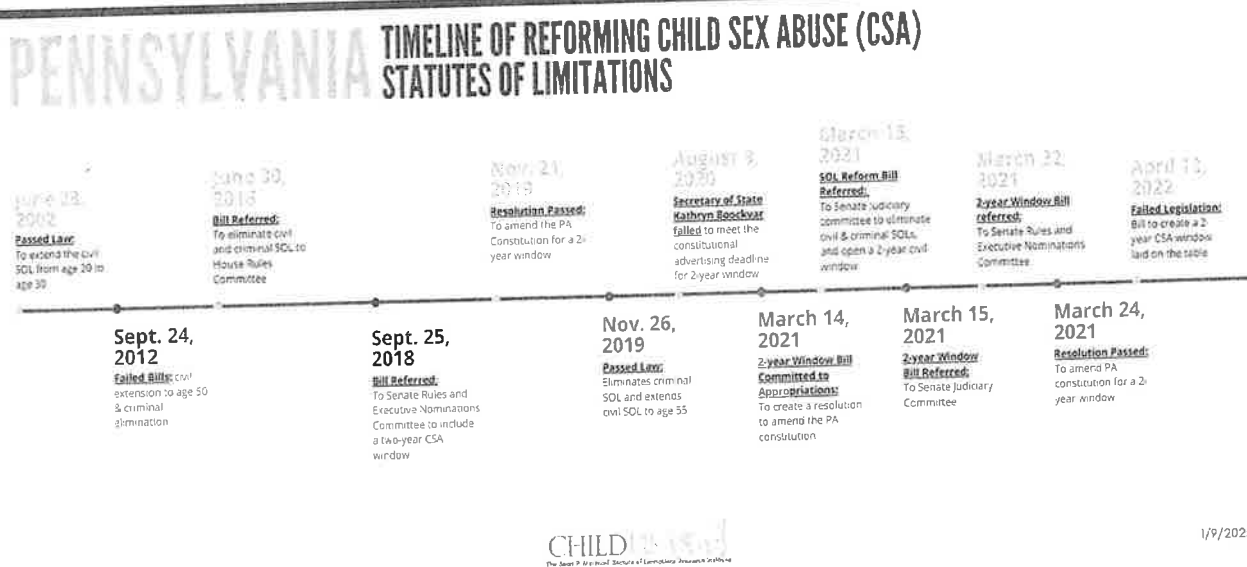 PENNSYLVANIA
TIMELINE OF REFORMING CHILD SEX ABUSE (CSA)
STATUTES OF LIMITATIONS
June 28,
2002
Passed Law:
To extend the civil
SOL from age 20 to
age 30
Sept. 24,
2012
Failed Bills: civil
extension to age 50
& criminal
elimination
June 30,
Bill Referred:
To eliminate civil
and criminal SOL to
House Rules
Committee
Sept. 25,
2018
Bill Referred:
To Senate Rules and
Executive Nominations
Committee to include
a two-year CSA
window
Nov. 21,
2019
Resolution Passed:
To amend the PA
Constitution for a 2-
year window
Nov. 26,
2019
Passed Law:
Eliminates criminal
SOL and extends
civil SOL to age 55
August
2020
Secretary of State
Kathryn Boockvar
failed to meet the
constitutional
advertising deadline
for 2-year window
March 14,
2021
2-year Window Bill
Committed to
Appropriations:
To create a resolution
to amend the PA
constitution
March 15,
2021
SOL Reform Bill
Referred:
To Senate Judiciary
committee to eliminate
civil & criminal SOLs,
and open a 2-year civil
window
March 15,
2021
2-year Window
Bill Referred:
To Senate Judiciary
Committee
March 22,
2021
2-year Window Bill
referred:
To Senate Rules and
Executive Nominations
Committee
March 24,
2021
Resolution Passed:
To amend PA
constitution for a 2-
year window
April
2022
Failed Legislation:
Bill to create a 2-
year CSA window
laid on the table
CHILD
1/9/202